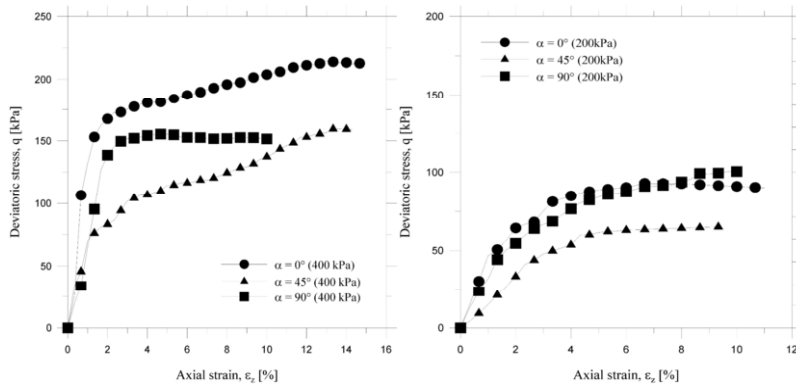 250
200
150
100
50
0
Deviatoric stress, q [kPa]
α = 0° (400 kPa)
α = 45° (400 kPa)
α = 90° (400 kPa)
0 2 4 6 8 10 12 14 16
Axial strain, εz [%]
200
150
100
50
0
Deviatoric stress, q [kPa]
α = 0° (200kPa)
α = 45° (200kPa)
α = 90° (200kPa)
0 2 4 6 8 10 12
Axial strain, εz [%]